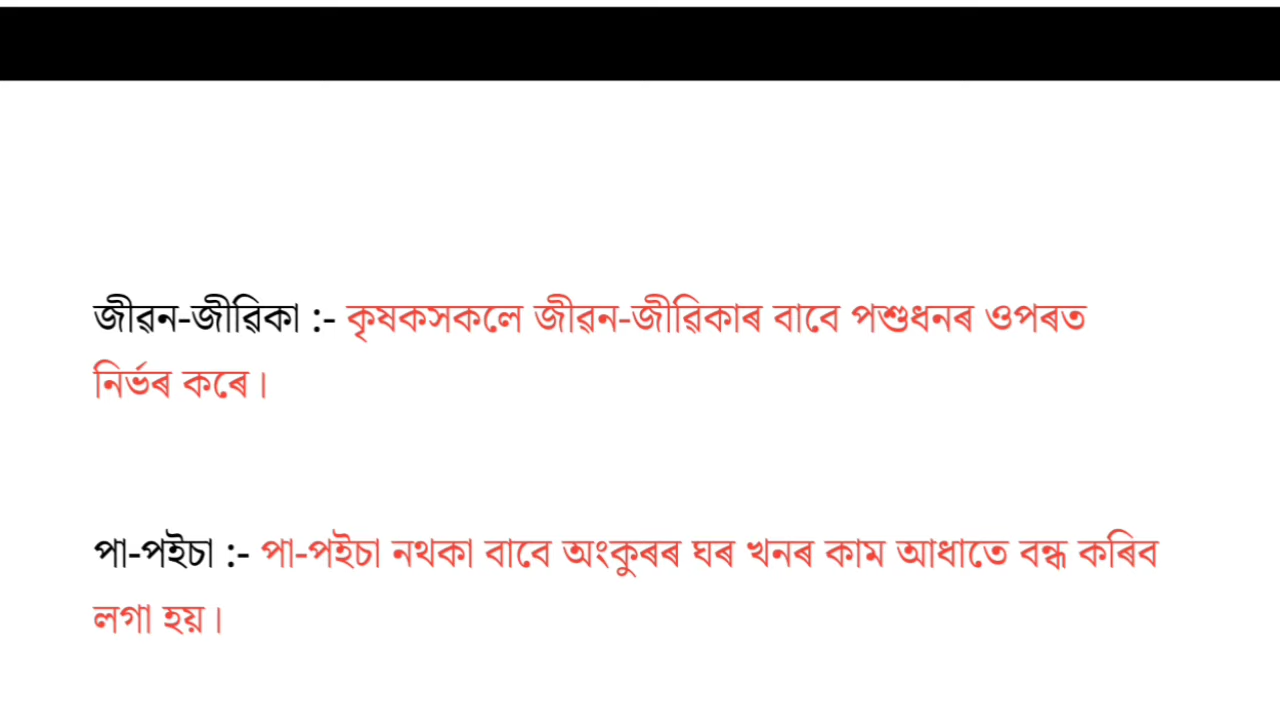 জীৱন-জীৱিকা :- কৃষকসকলে জীৱন-জীৱিকাৰ বাবে পশুধনৰ ওপৰত
নিৰ্ভৰ কৰে।
পা-পইচা :- পা-পইচা নথকা বাবে অংকুৰৰ ঘৰ খনৰ কাম আধাতে বন্ধ কৰিব
লগা হয়।